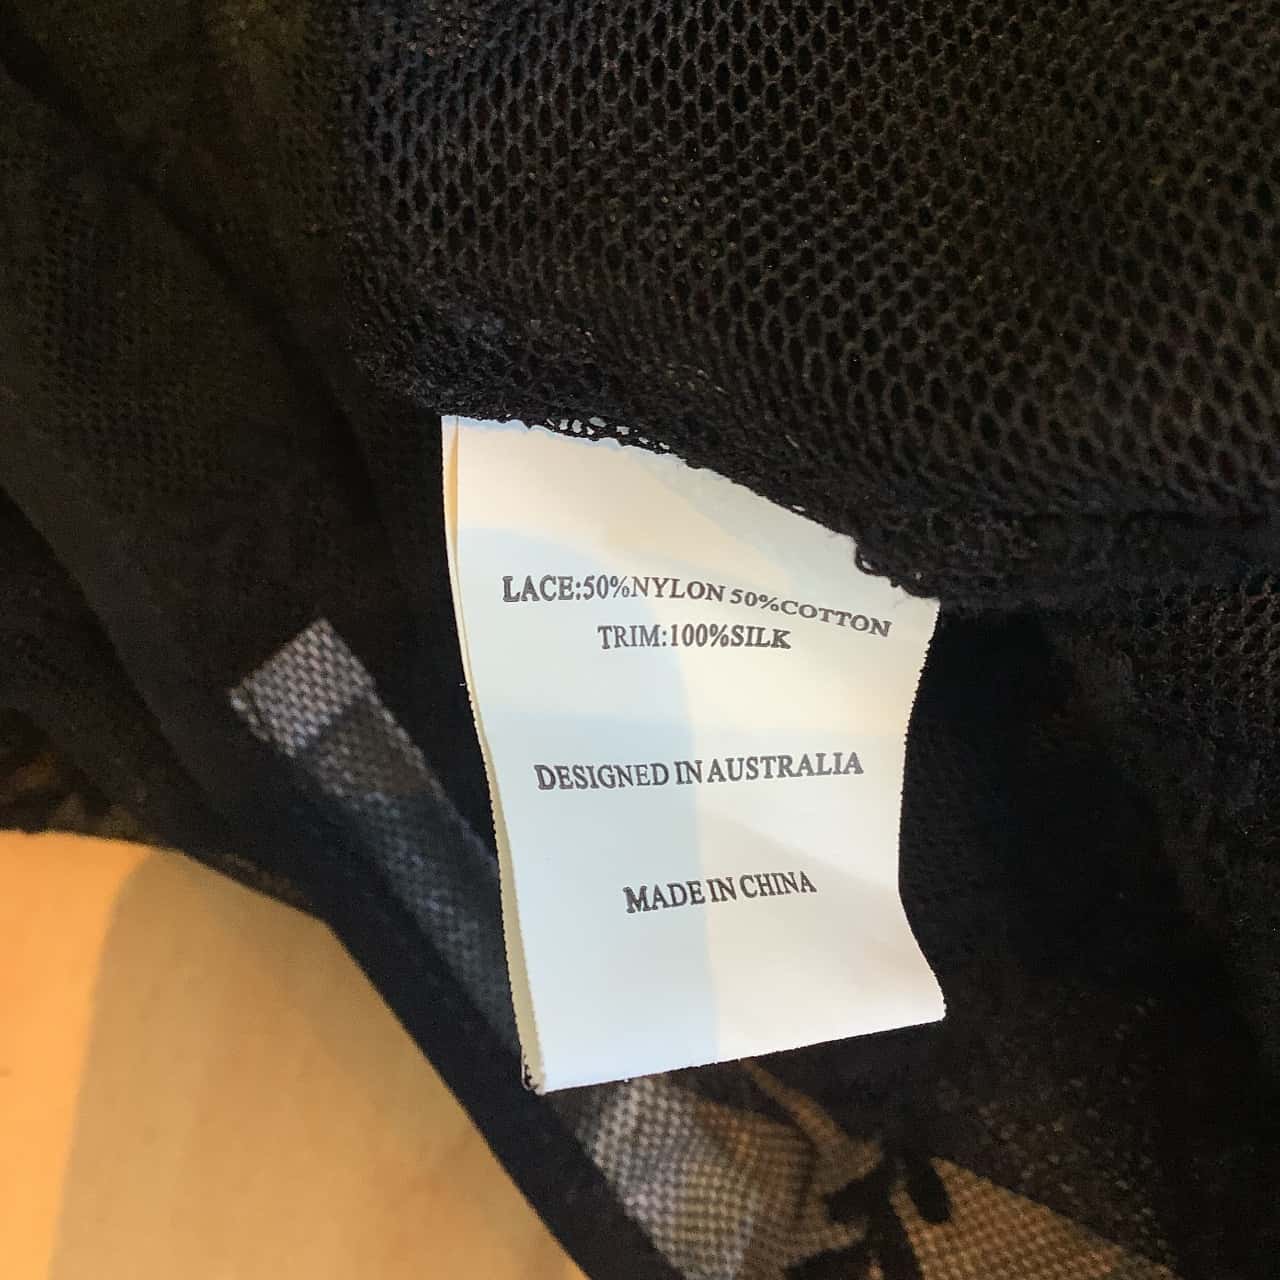 LACE:50%NYLON 50%COTTON
TRIM:100%SILK
DESIGNED IN AUSTRALIA
MADE IN CHINA